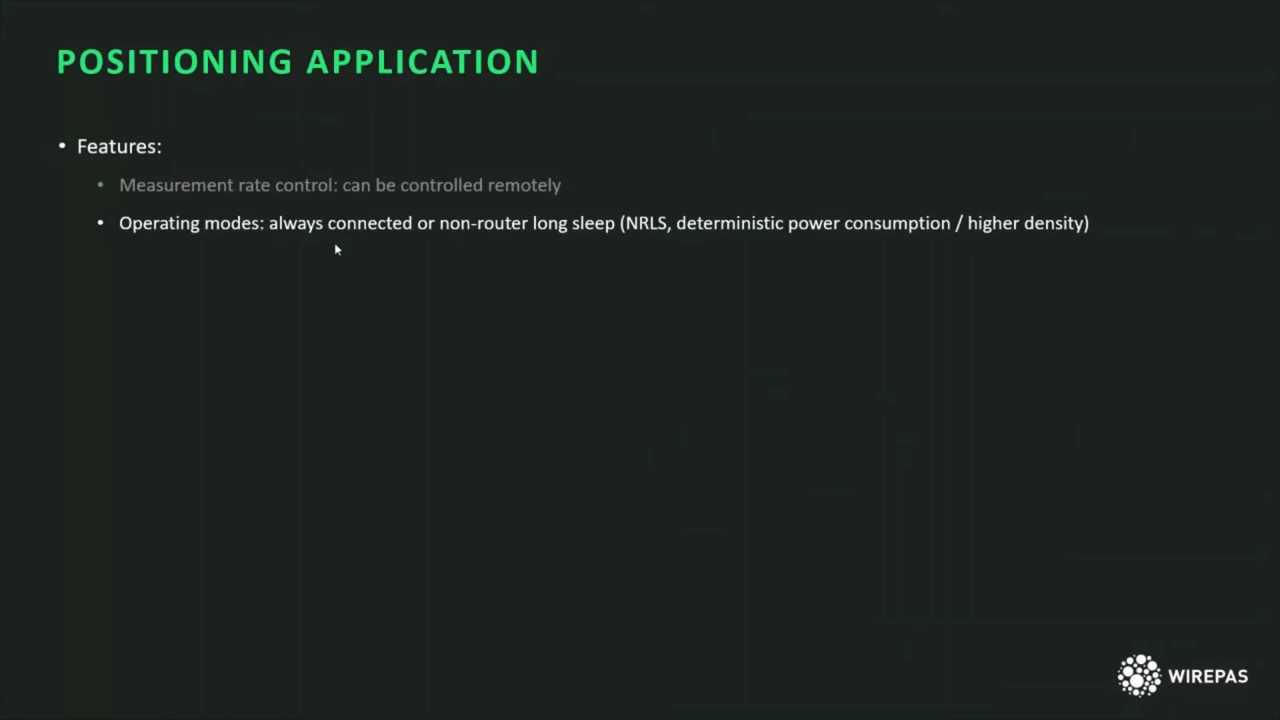 POSITIONING APPLICATION
• Features:
• Measurement rate control: can be controlled remotely
• Operating modes: always connected or non-router long sleep (NRLS, deterministic power consumption / higher density)
WIREPAS